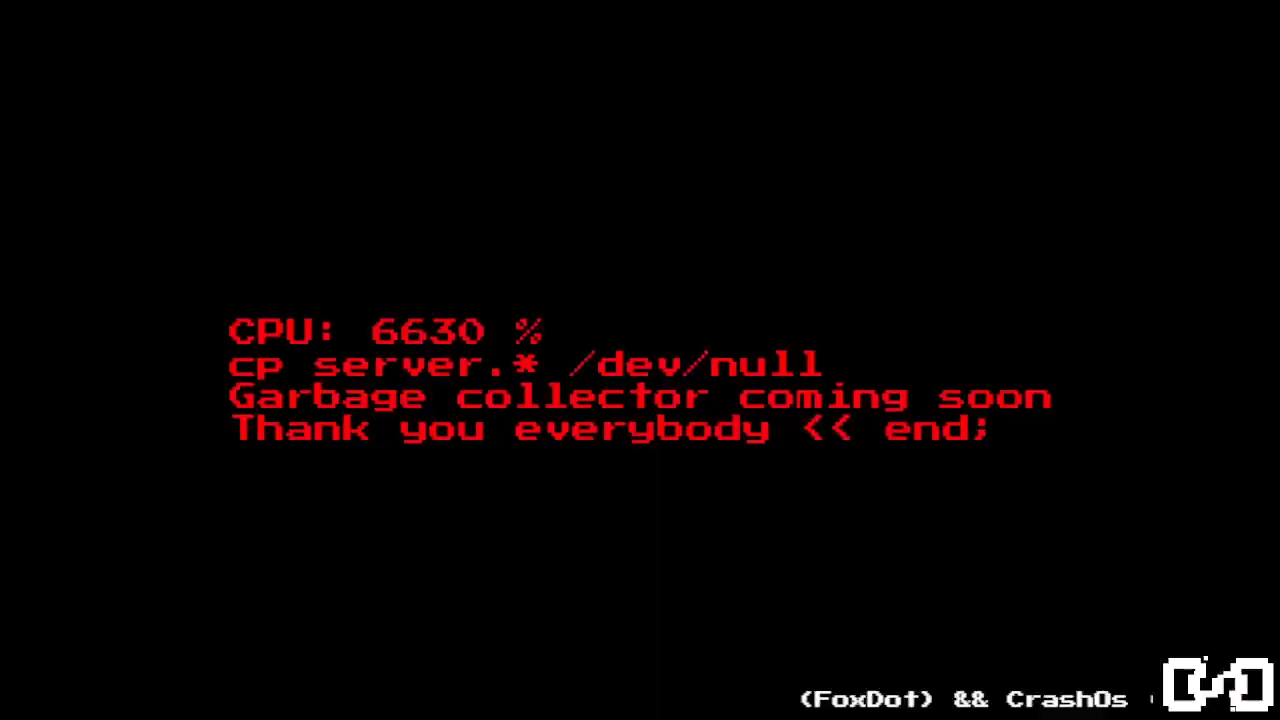 CPU: 6630 %
cp server.* /dev/null
Garbage collector coming soon
Thank you everybody << end;
(FoxDot) && CrashOs